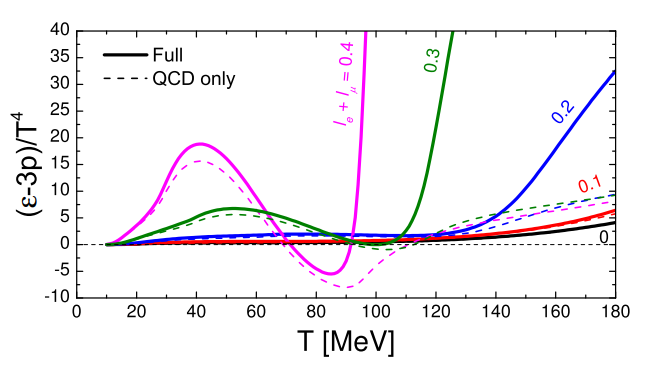 (ε-3p)/T⁴
40
35
30
25
20
15
10
5
0
-5
-10
Full
QCD only
lₑ + l_μ = 0.4
0.3
0.2
0.1
0
0 20 40 60 80 100 120 140 160 180
T [MeV]